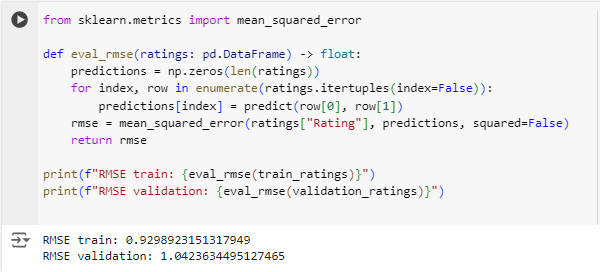 from sklearn.metrics import mean_squared_error
def eval_rmse(ratings: pd.DataFrame) -> float:
    predictions = np.zeros(len(ratings))
    for index, row in enumerate(ratings.itertuples(index=False)):
        predictions[index] = predict(row[0], row[1])
    rmse = mean_squared_error(ratings["Rating"], predictions, squared=False)
    return rmse
print(f"RMSE train: {eval_rmse(train_ratings)}")
print(f"RMSE validation: {eval_rmse(validation_ratings)}")
RMSE train: 0.9298923151317949
RMSE validation: 1.0423634495127465